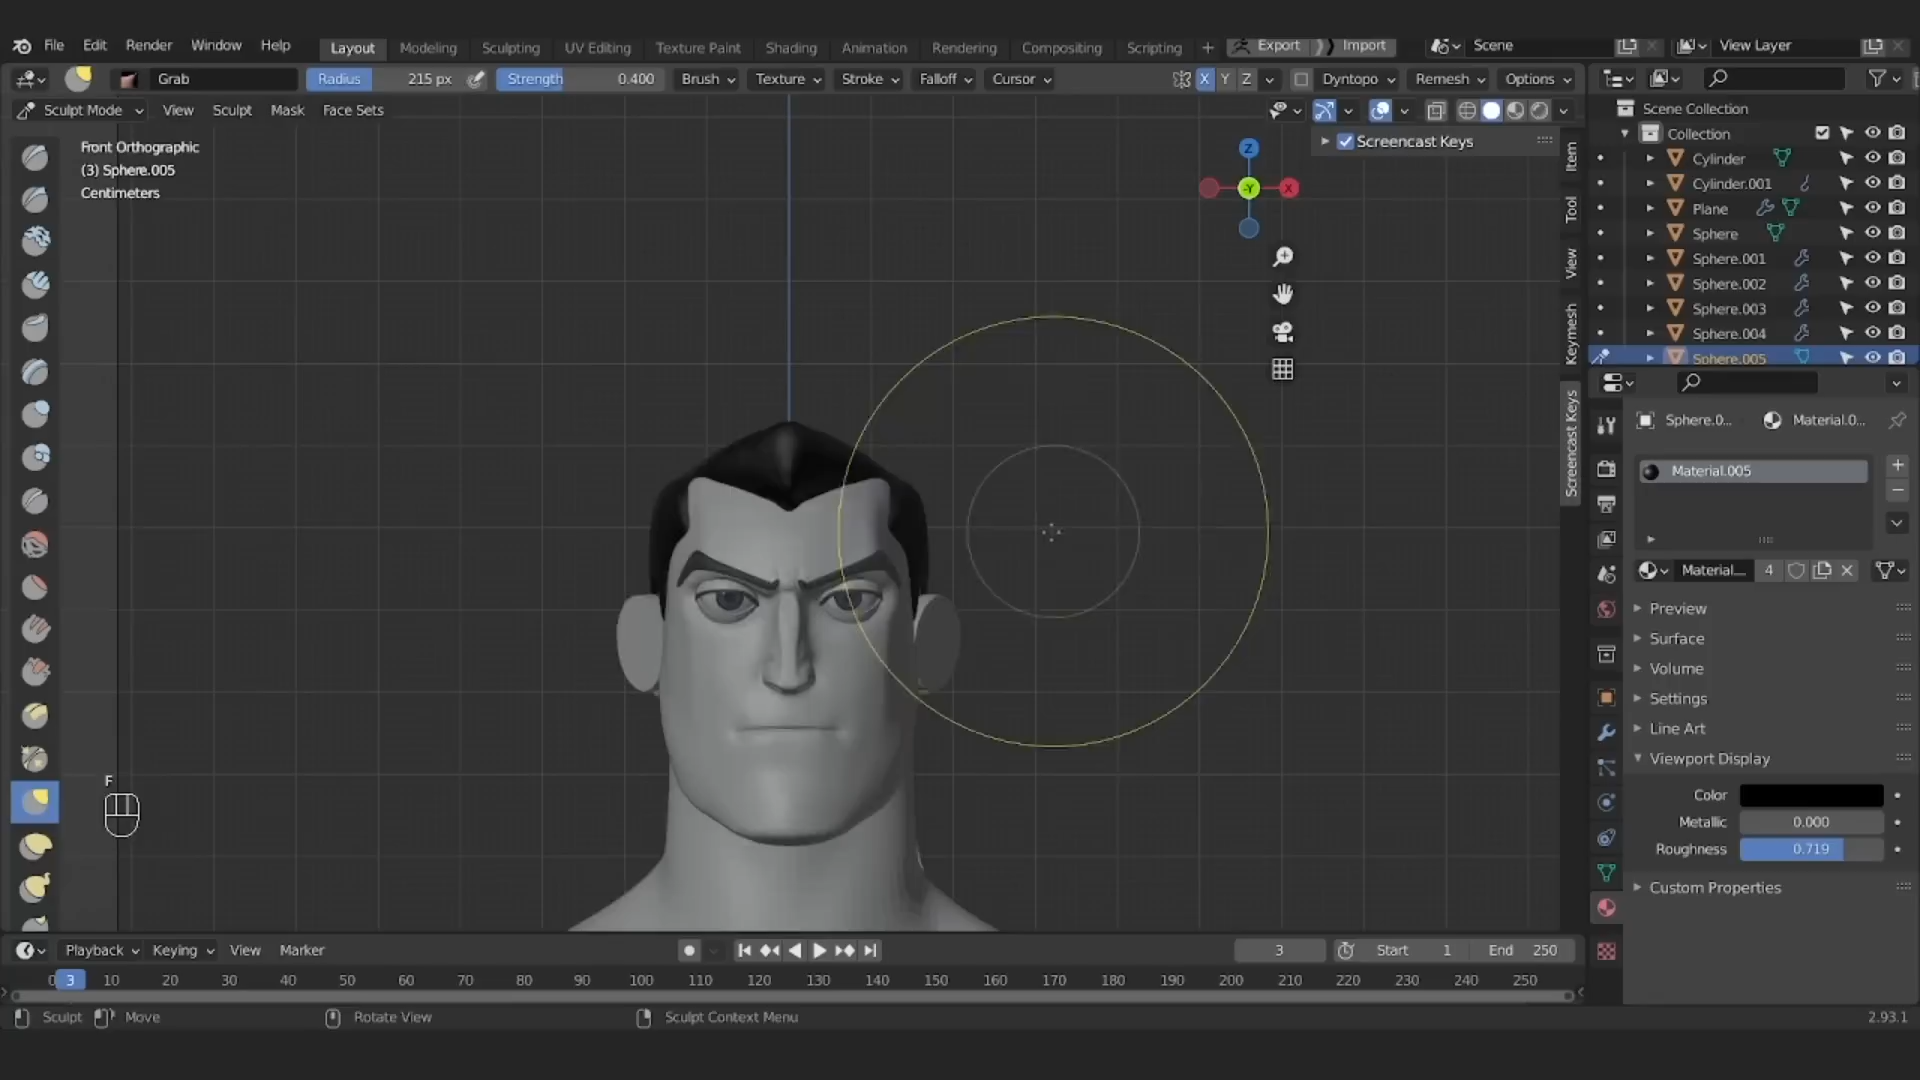 File Edit Render Window Help Layout Modeling Sculpting UV Editing Texture Paint Shading Animation Rendering Compositing Scripting + Export Import Scene View Layer
Grab Radius 215 px Strength 0.400 Brush Texture Stroke Falloff Cursor X Y Z Dyntopo Remesh Options
Sculpt Mode View Sculpt Mask Face Sets
Front Orthographic
(3) Sphere.005
Centimeters
Z
-Y
X
Screencast Keys
Item
Tool
View
Keymesh
Screencast Keys
Scene Collection
Collection
Cylinder
Cylinder.001
Plane
Sphere
Sphere.001
Sphere.002
Sphere.003
Sphere.004
Sphere.005
Sphere.0... Material.0...
Material.005
Material.... 4
Preview
Surface
Volume
Settings
Line Art
Viewport Display
Color
Metallic 0.000
Roughness 0.719
Custom Properties
F
Playback Keying View Marker 3 Start 1 End 250
0 3 10 20 30 40 50 60 70 80 90 100 110 120 130 140 150 160 170 180 190 200 210 220 230 240 250
Sculpt Move Rotate View Sculpt Context Menu 2.93.1